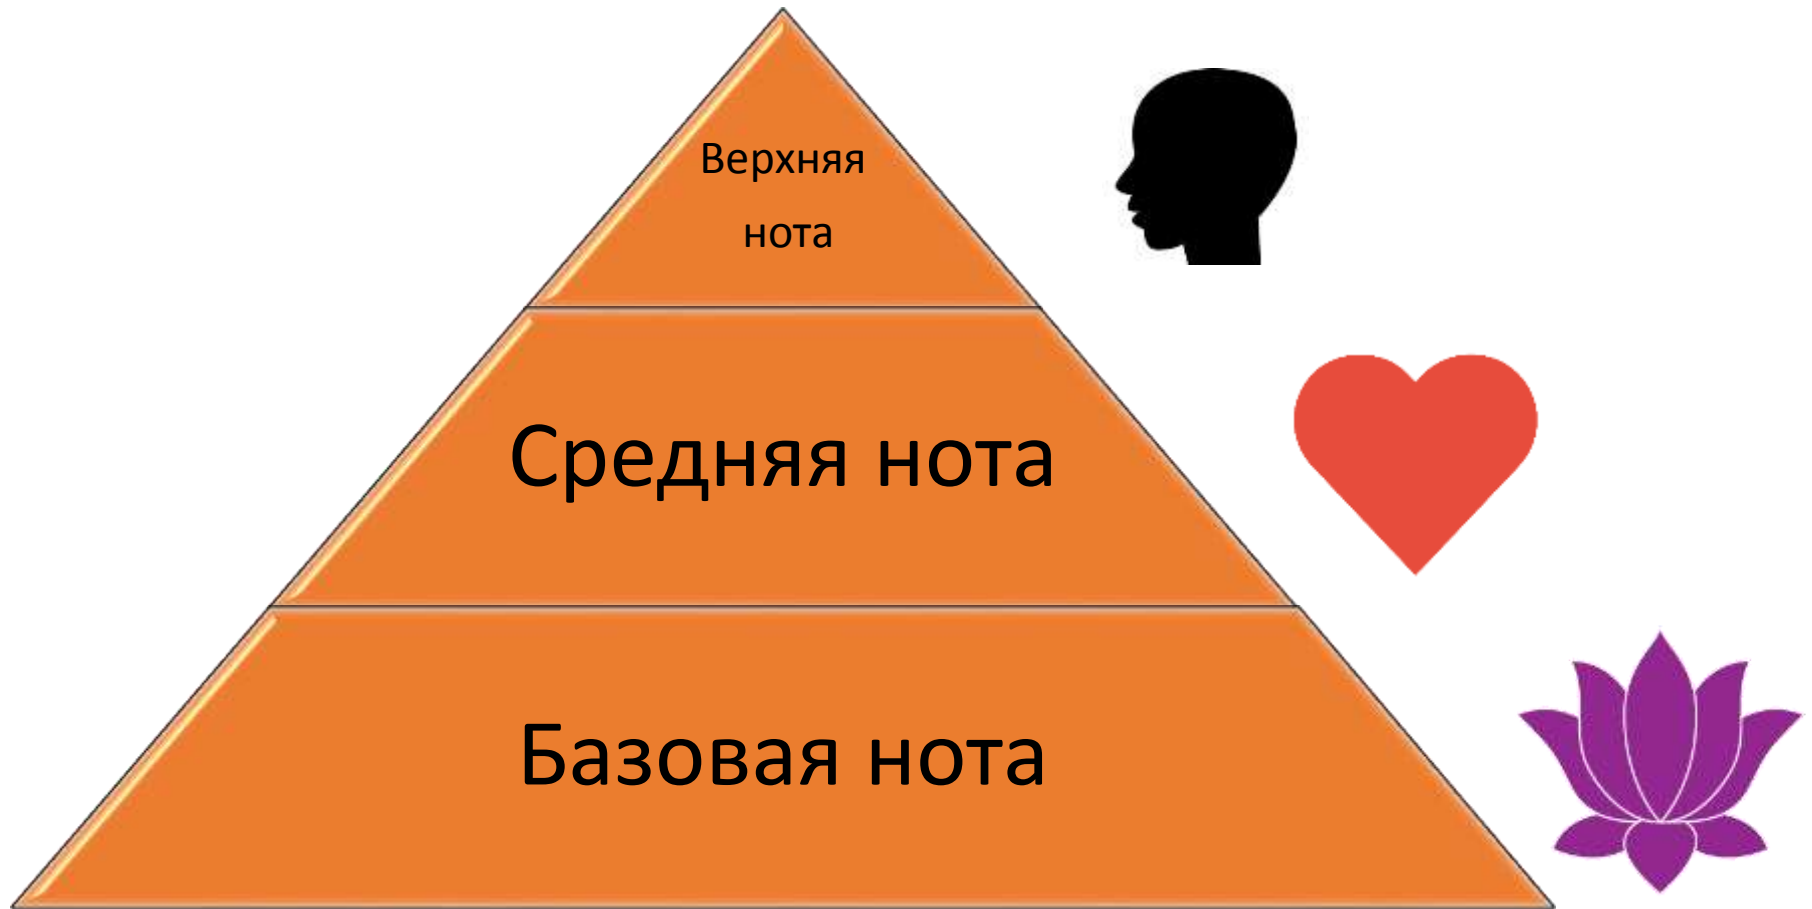 Верхняя
нота
Средняя нота
Базовая нота